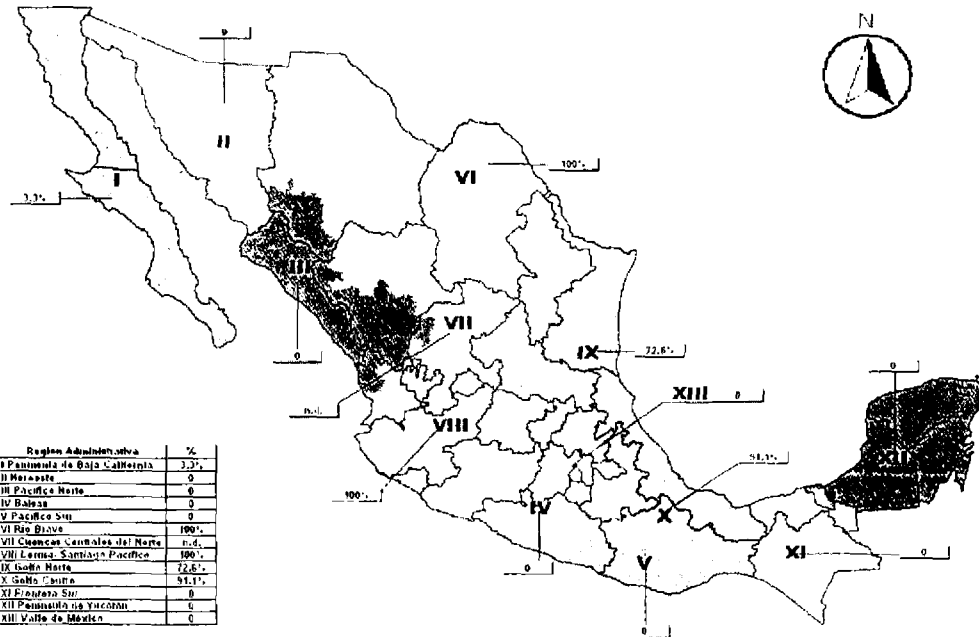 N
0
II
VI
100%
I
3.3%
III
VII
0
IX
72.6%
0
XIII 0
n.d.
VIII
XII
91.1%
100%
IV
X
XI
0
0
V
0
Region Administrativa %
I Peninsula de Baja California 3.3%
II Noroeste 0
III Pacifico Norte 0
IV Balsas 0
V Pacifico Sur 0
VI Rio Bravo 100%
VII Cuencas Centrales del Norte n.d.
VIII Lerma- Santiago Pacifico 100%
IX Golfo Norte 72.6%
X Golfo Centro 91.1%
XI Frontera Sur 0
XII Peninsula de Yucatan 0
XIII Valle de México 0